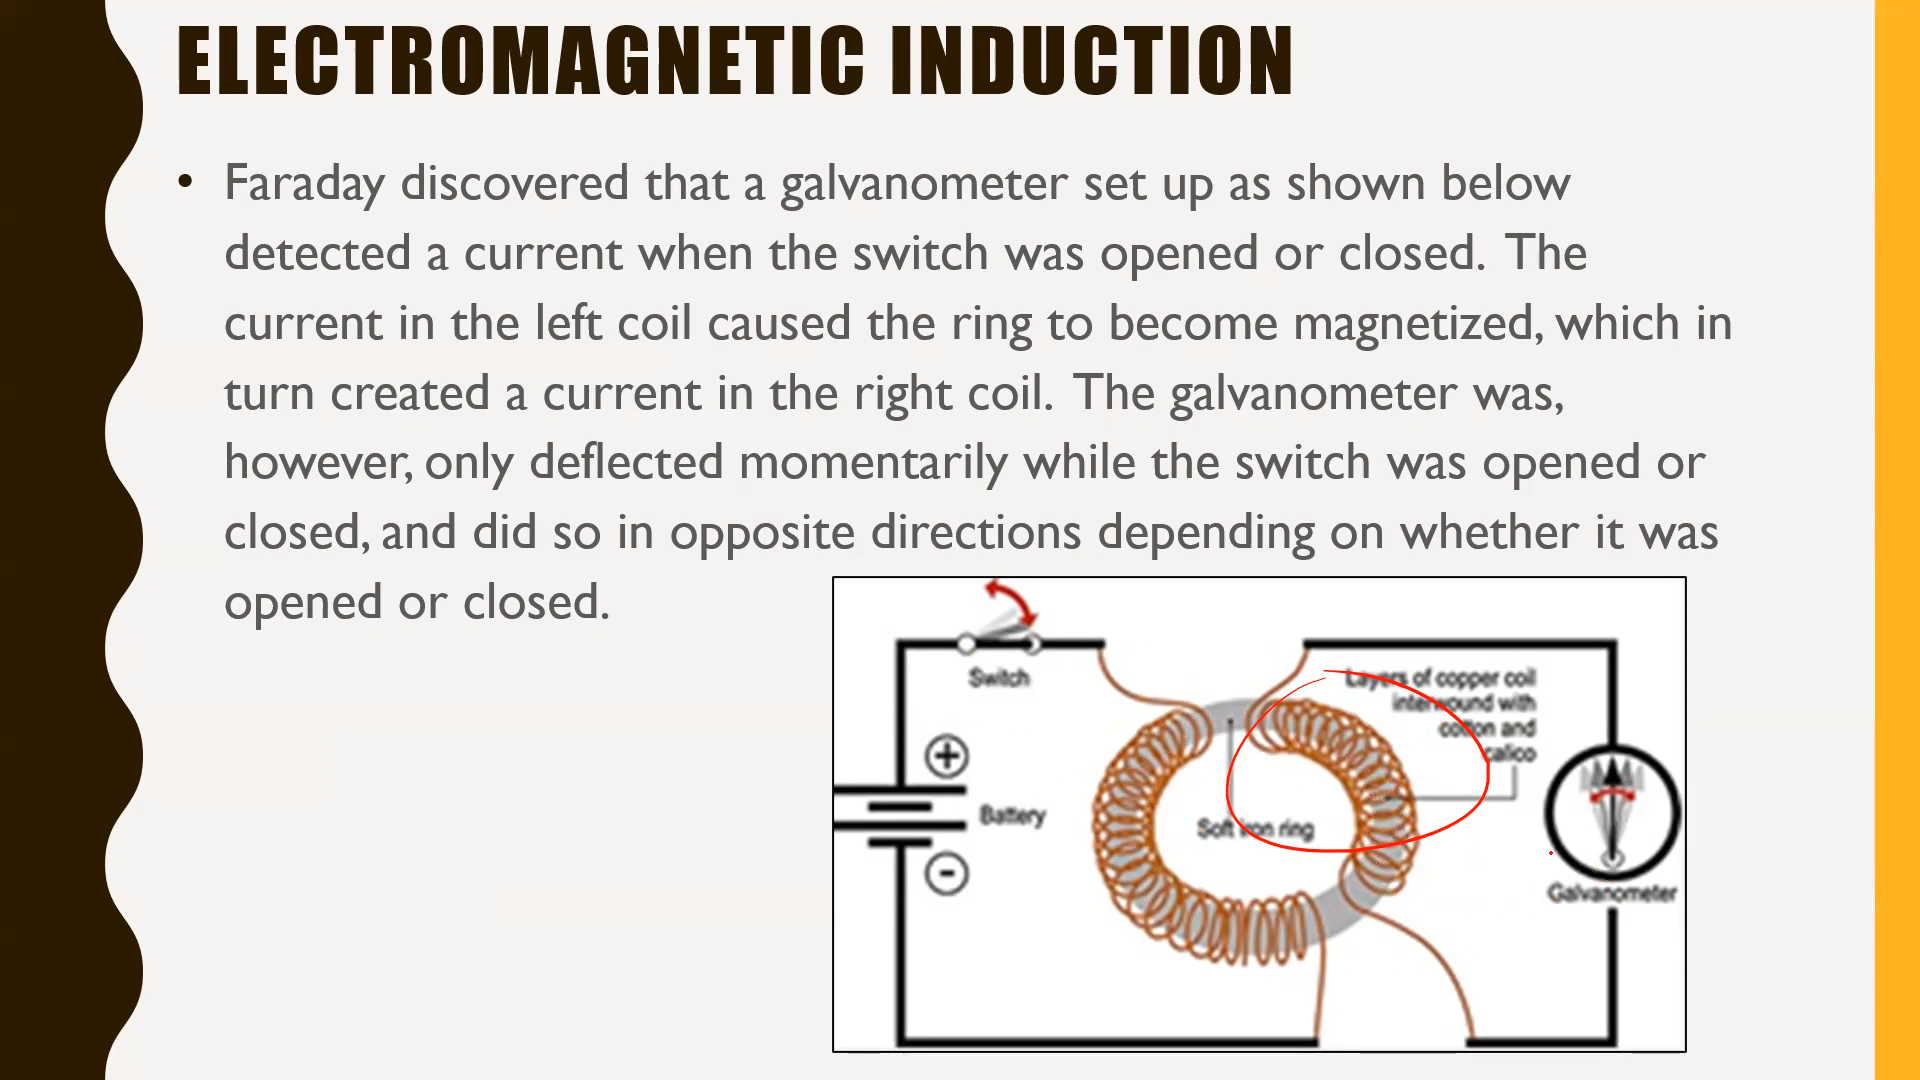 ELECTROMAGNETIC INDUCTION
• Faraday discovered that a galvanometer set up as shown below
detected a current when the switch was opened or closed. The
current in the left coil caused the ring to become magnetized, which in
turn created a current in the right coil. The galvanometer was,
however, only deflected momentarily while the switch was opened or
closed, and did so in opposite directions depending on whether it was
opened or closed.
Switch
Layers of copper coil
interwound with
cotton and
calico
+
Battery
Soft iron ring
-
Galvanometer